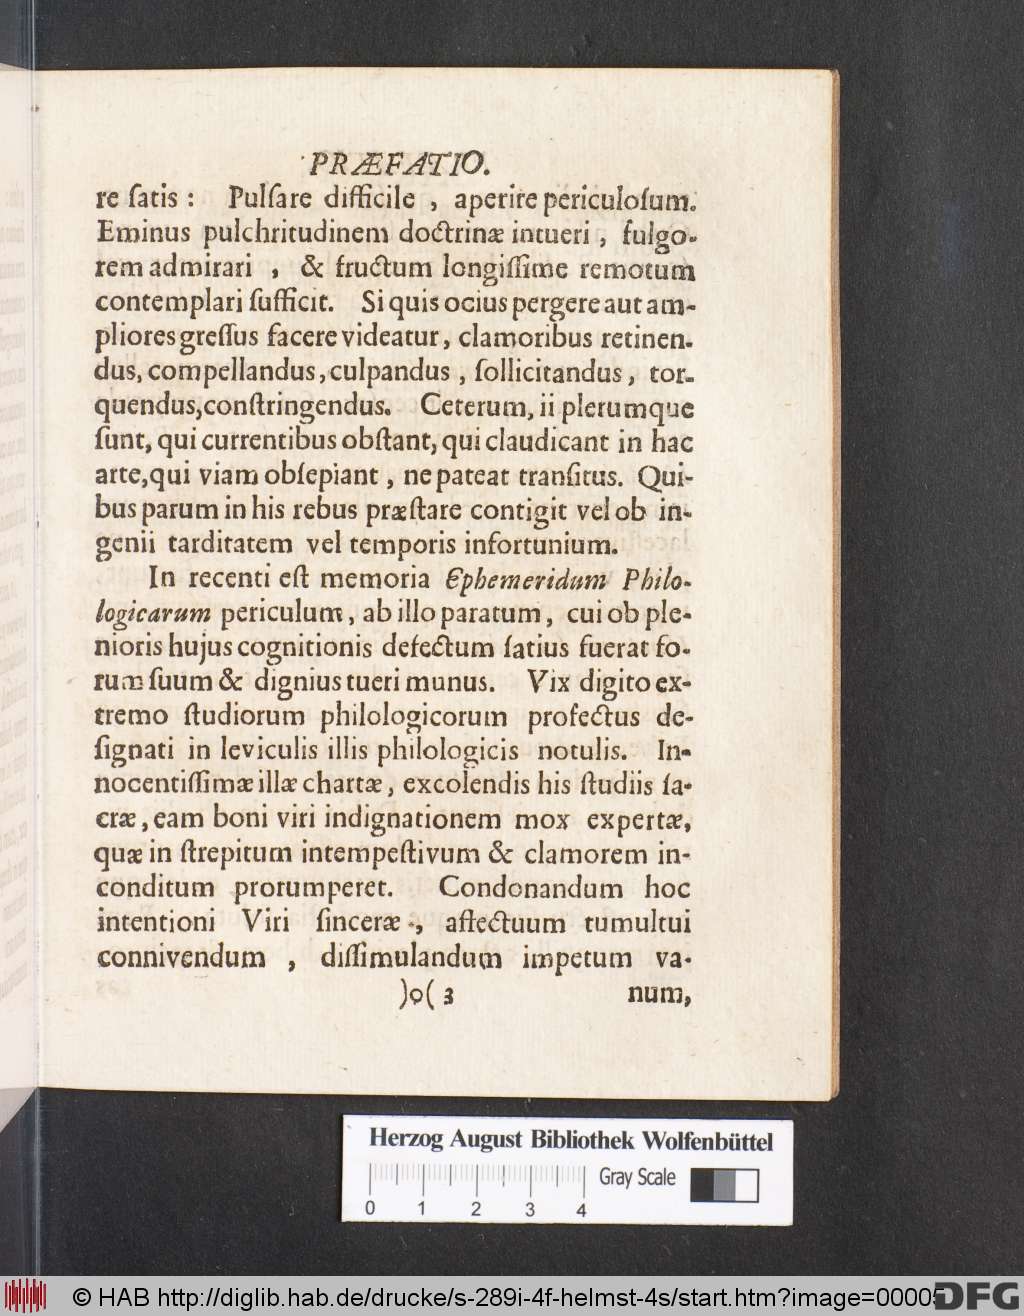 PRÆFATIO.
re ſatis : Pulſare difficile , aperire periculoſum.
Eminus pulchritudinem doctrinæ intueri , fulgo-
rem admirari , & fructum longiſſime remotum
contemplari ſufficit. Si quis ocius pergere aut am-
pliores greſſus facere videatur, clamoribus retinen-
dus, compellandus, culpandus , ſollicitandus, tor-
quendus, conſtringendus. Ceterum, ii plerumque
ſunt, qui currentibus obſtant, qui claudicant in hac
arte, qui viam obſepiant , ne pateat tranſitus. Qui-
bus parum in his rebus præſtare contigit vel ob in-
genii tarditatem vel temporis infortunium.
In recenti eſt memoria Ephemeridum Philo-
logicarum periculum, ab illo paratum, cui ob ple-
nioris hujus cognitionis defectum ſatius fuerat fo-
rum ſuum & dignius tueri munus. Vix digito ex-
tremo ſtudiorum philologicorum profectus de-
ſignati in leviculis illis philologicis notulis. In-
nocentiſſimæ illæ chartæ, excolendis his ſtudiis ſa-
cræ, eam boni viri indignationem mox expertæ,
quæ in ſtrepitum intempeſtivum & clamorem in-
conditum prorumperet. Condonandum hoc
intentioni Viri ſinceræ , affectuum tumultui
connivendum , diſſimulandum impetum va-
)o( 3 num,
Herzog August Bibliothek Wolfenbüttel
Gray Scale
0 1 2 3 4
© HAB http://diglib.hab.de/drucke/s-289i-4f-helmst-4s/start.htm?image=00005
DFG